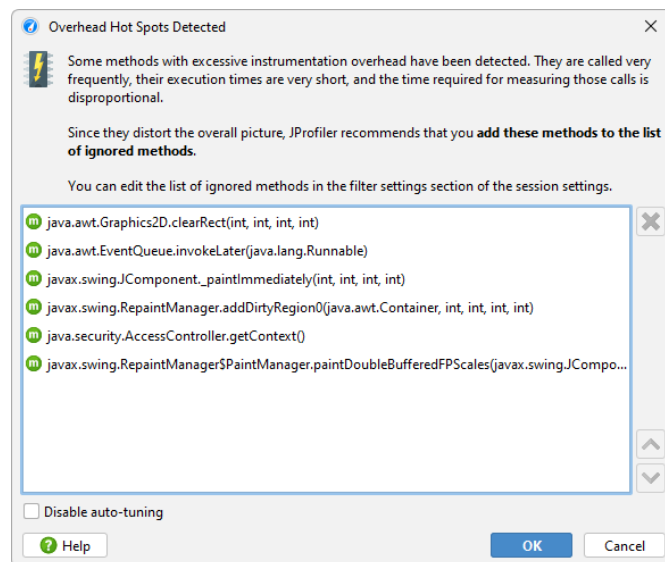 Overhead Hot Spots Detected
Some methods with excessive instrumentation overhead have been detected. They are called very
frequently, their execution times are very short, and the time required for measuring those calls is
disproportional.
Since they distort the overall picture, JProfiler recommends that you add these methods to the list
of ignored methods.
You can edit the list of ignored methods in the filter settings section of the session settings.
m java.awt.Graphics2D.clearRect(int, int, int, int)
m java.awt.EventQueue.invokeLater(java.lang.Runnable)
m javax.swing.JComponent._paintImmediately(int, int, int, int)
m javax.swing.RepaintManager.addDirtyRegion0(java.awt.Container, int, int, int, int)
m java.security.AccessController.getContext()
m javax.swing.RepaintManager$PaintManager.paintDoubleBufferedFPScales(javax.swing.JCompo...
Disable auto-tuning
? Help
OK
Cancel